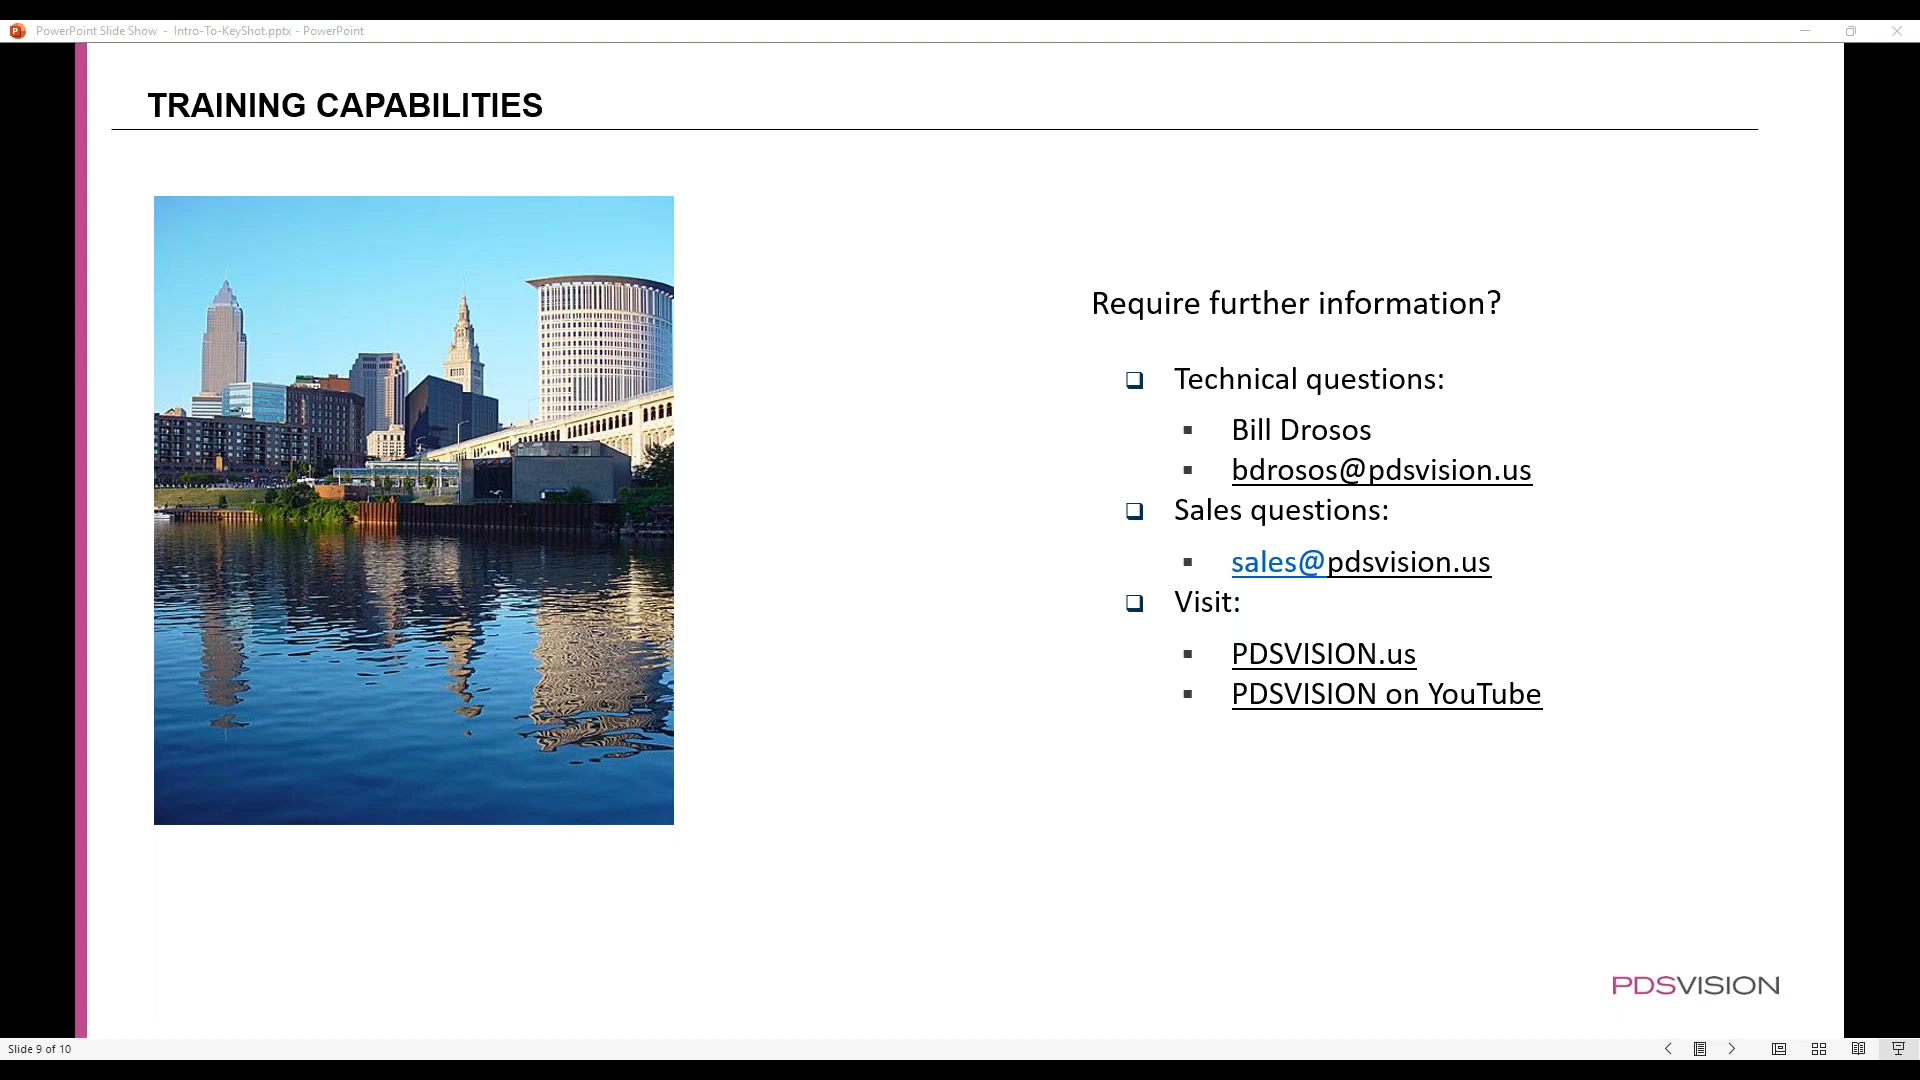 PowerPoint Slide Show - Intro-To-KeyShot.pptx - PowerPoint
TRAINING CAPABILITIES
Require further information?
Technical questions:
Bill Drosos
bdrosos@pdsvision.us
Sales questions:
sales@pdsvision.us
Visit:
PDSVISION.us
PDSVISION on YouTube
PDSVISION
Slide 9 of 10